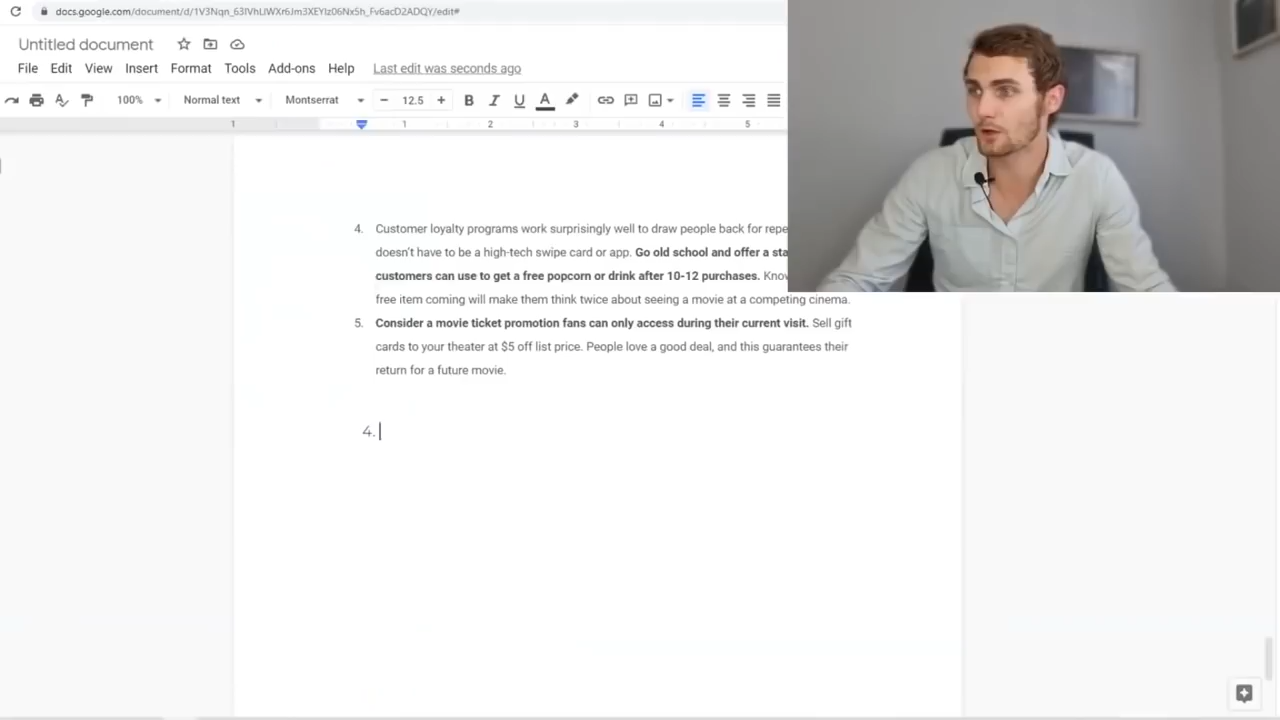 docs.google.com/document/d/1V3Nqn_63IVhLlWXr6Jm3XEYIz06Nx5h_Fv6acD2ADQY/edit#
Untitled document
File Edit View Insert Format Tools Add-ons Help Last edit was seconds ago
100% Normal text Montserrat − 12.5 + B I U A
1 1 2 3 4 5
4. Customer loyalty programs work surprisingly well to draw people back for repe
doesn't have to be a high-tech swipe card or app. Go old school and offer a sta
customers can use to get a free popcorn or drink after 10-12 purchases. Know
free item coming will make them think twice about seeing a movie at a competing cinema.
5. Consider a movie ticket promotion fans can only access during their current visit. Sell gift
cards to your theater at $5 off list price. People love a good deal, and this guarantees their
return for a future movie.
4.